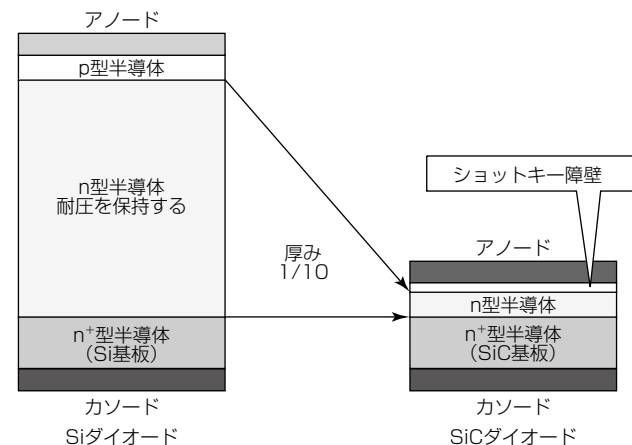 アノード
p型半導体
n型半導体
耐圧を保持する
n⁺型半導体
(Si基板)
カソード
Siダイオード
厚み
1/10
ショットキー障壁
アノード
n型半導体
n⁺型半導体
(SiC基板)
カソード
SiCダイオード